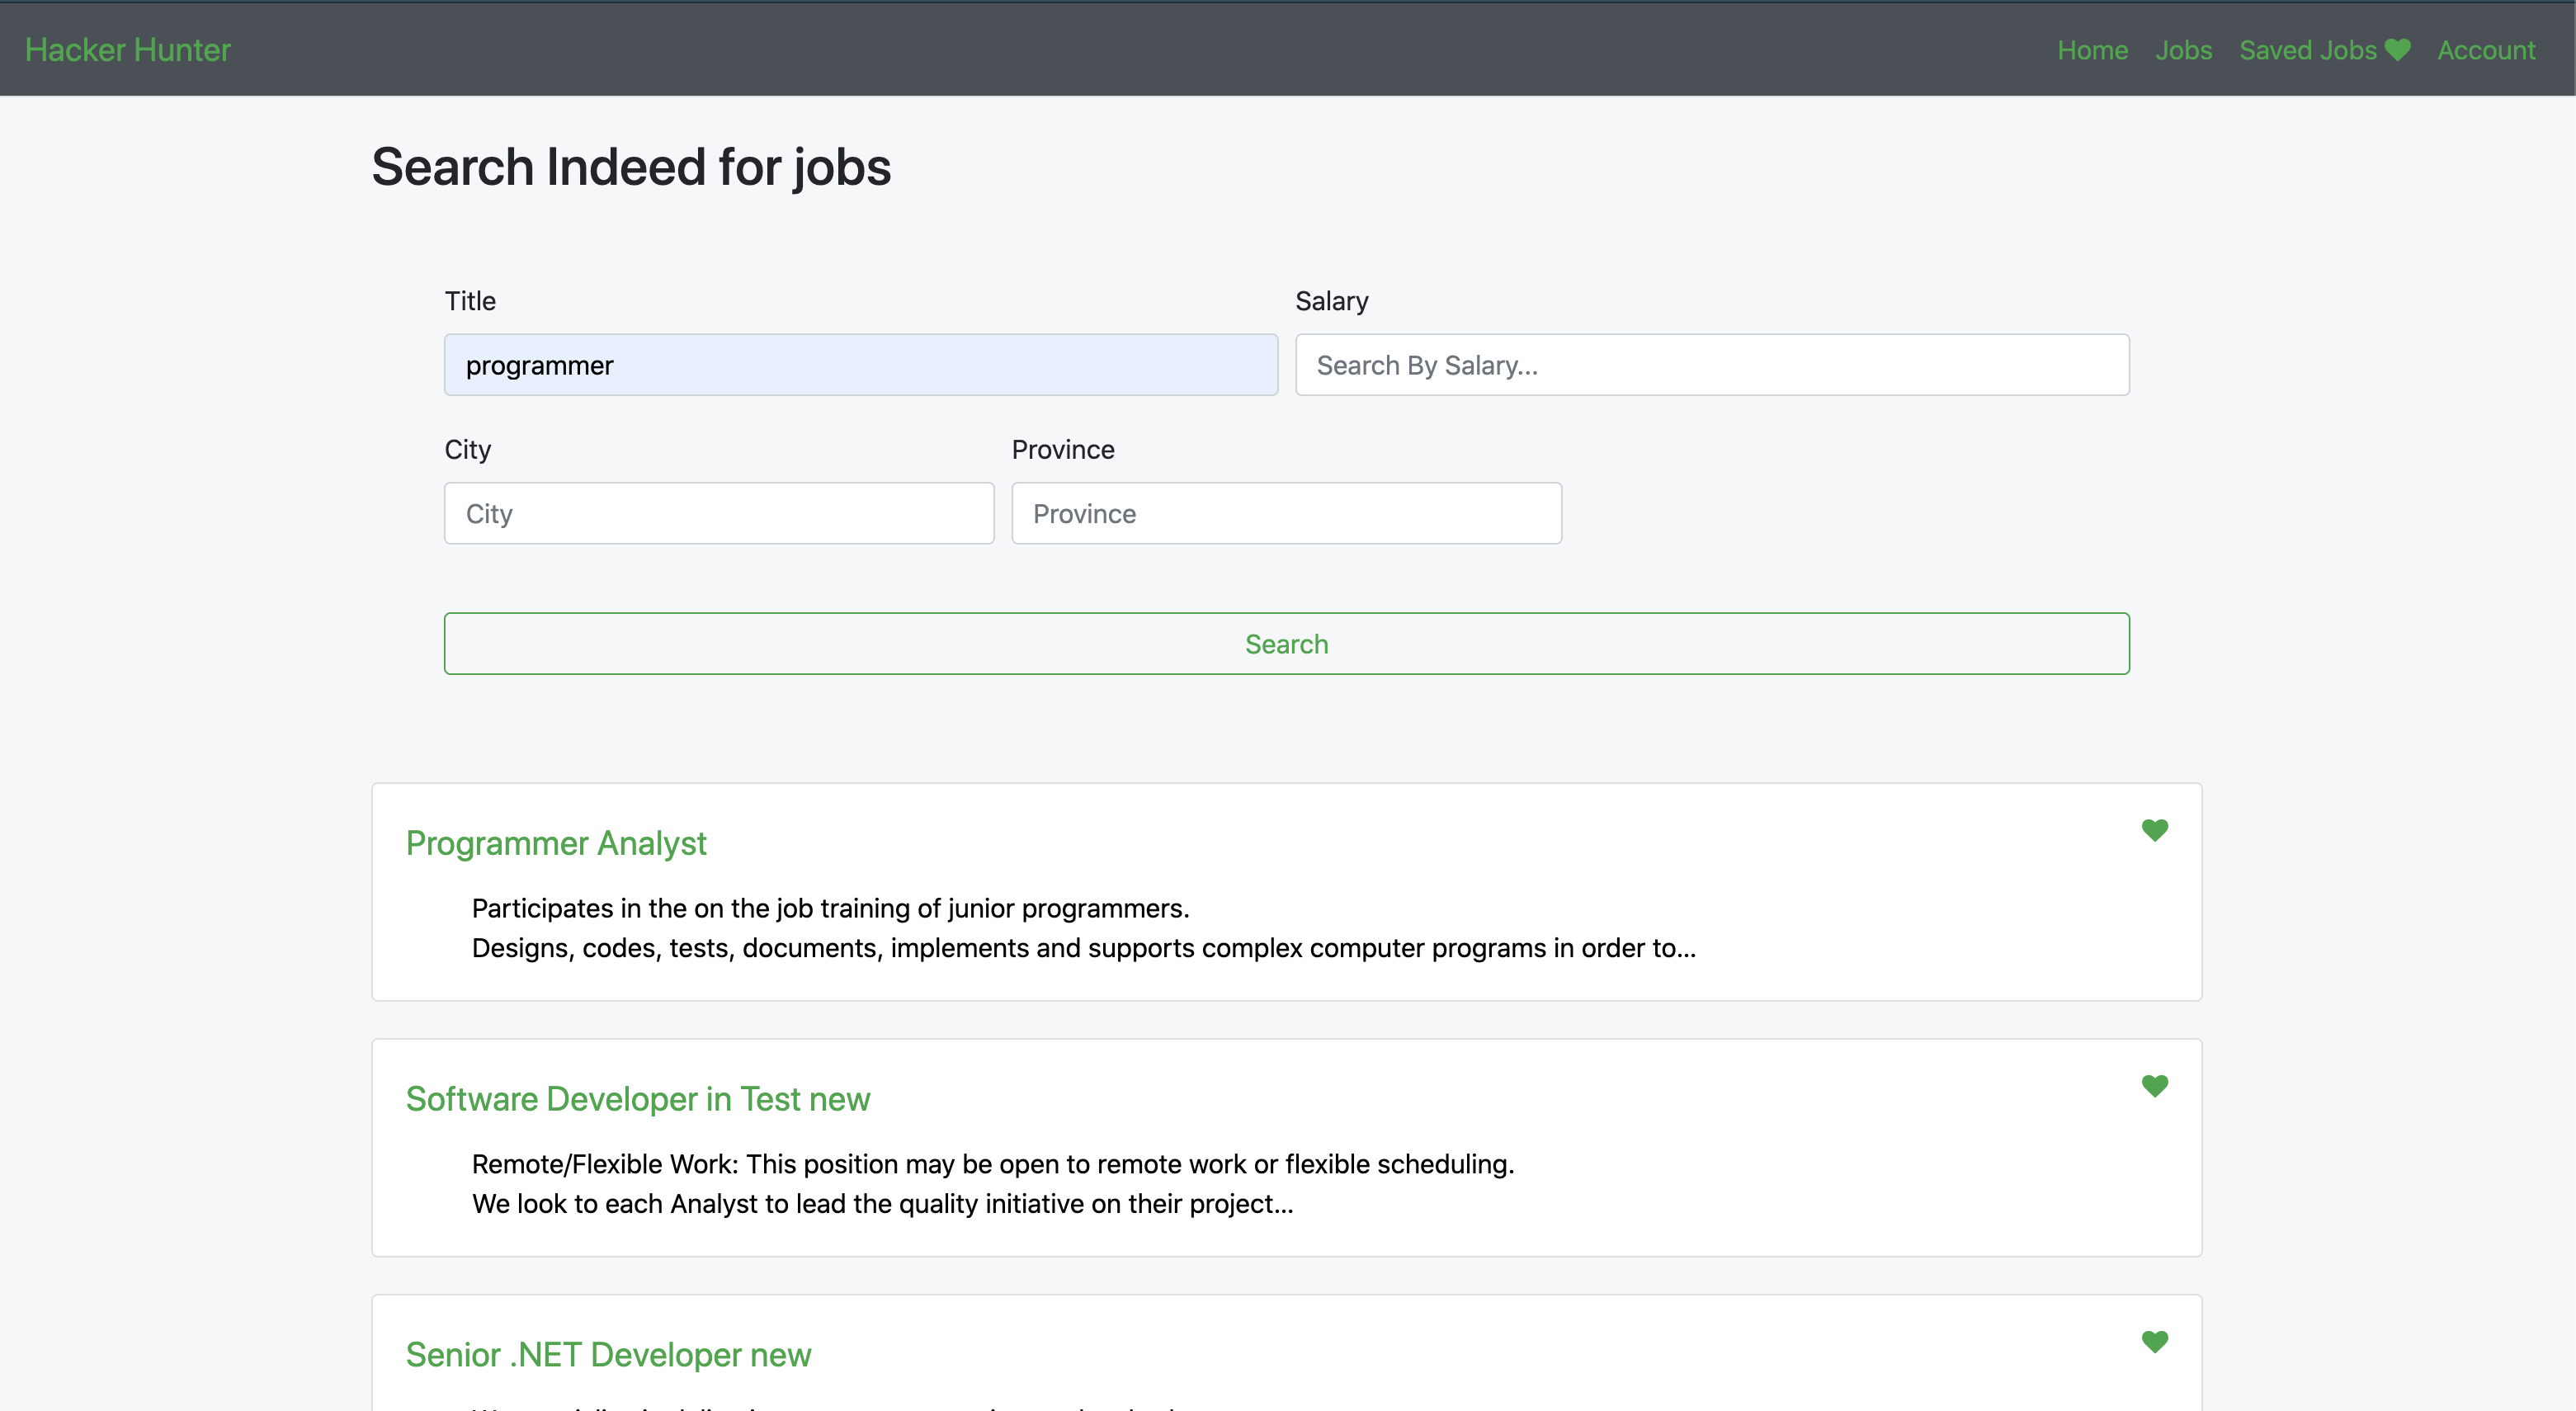 Hacker Hunter
Home Jobs Saved Jobs Account
Search Indeed for jobs
Title
Salary
programmer
Search By Salary...
City
Province
City
Province
Search
Programmer Analyst
Participates in the on the job training of junior programmers.
Designs, codes, tests, documents, implements and supports complex computer programs in order to...
Software Developer in Test new
Remote/Flexible Work: This position may be open to remote work or flexible scheduling.
We look to each Analyst to lead the quality initiative on their project...
Senior .NET Developer new